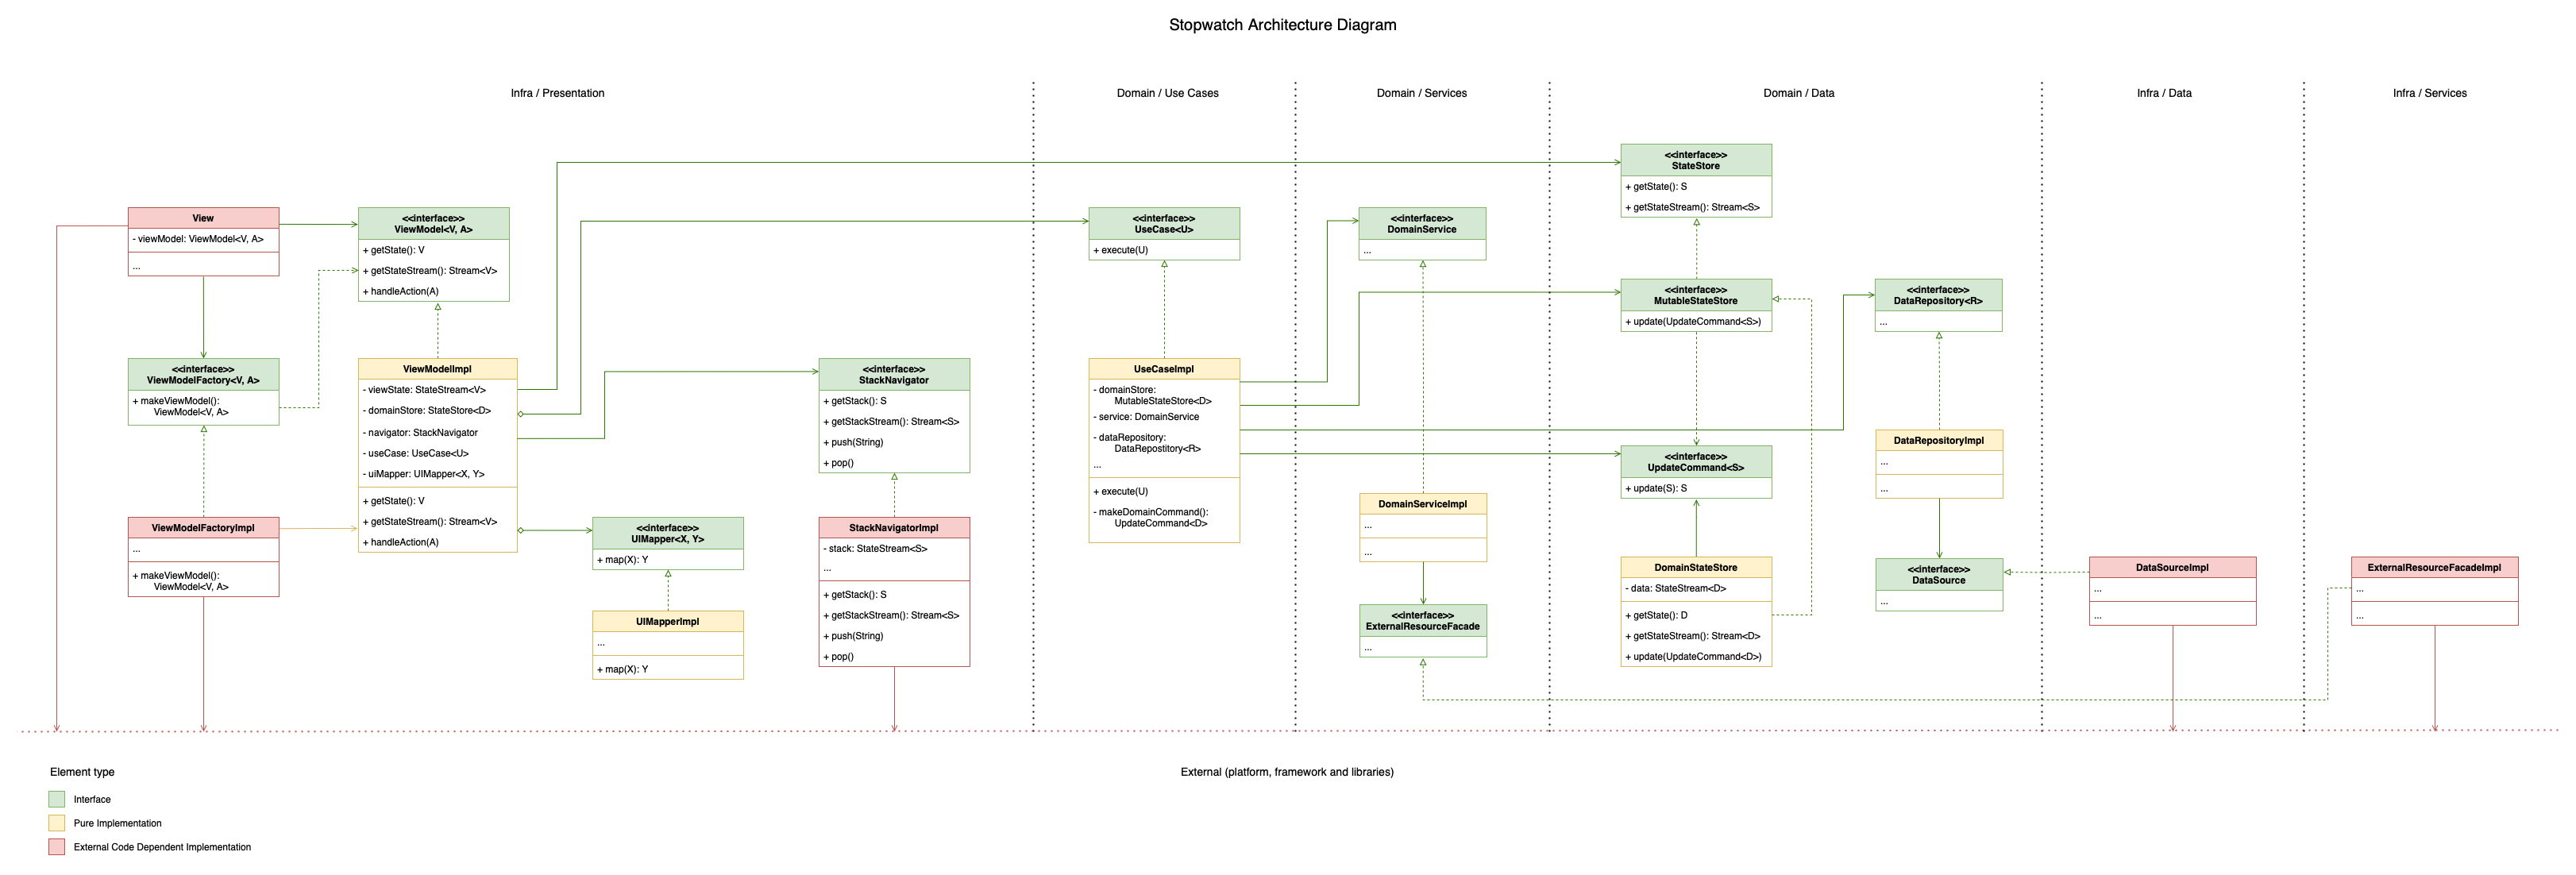 Stopwatch Architecture Diagram
Infra / Presentation
Domain / Use Cases
Domain / Services
Domain / Data
Infra / Data
Infra / Services
View
- viewModel: ViewModel<V, A>
...
<<interface>>
ViewModel<V, A>
+ getState(): V
+ getStateStream(): Stream<V>
+ handleAction(A)
<<interface>>
ViewModelFactory<V, A>
+ makeViewModel():
ViewModel<V, A>
ViewModelFactoryImpl
...
+ makeViewModel():
ViewModel<V, A>
ViewModelImpl
- viewState: StateStream<V>
- domainStore: StateStore<D>
- navigator: StackNavigator
- useCase: UseCase<U>
- uiMapper: UIMapper<X, Y>
+ getState(): V
+ getStateStream(): Stream<V>
+ handleAction(A)
<<interface>>
UIMapper<X, Y>
+ map(X): Y
UIMapperImpl
...
+ map(X): Y
<<interface>>
StackNavigator
+ getStack(): S
+ getStackStream(): Stream<S>
+ push(String)
+ pop()
StackNavigatorImpl
- stack: StateStream<S>
...
+ getStack(): S
+ getStackStream(): Stream<S>
+ push(String)
+ pop()
<<interface>>
UseCase<U>
+ execute(U)
UseCaseImpl
- domainStore:
MutableStateStore<D>
- service: DomainService
- dataRepository:
DataRepostitory<R>
...
+ execute(U)
- makeDomainCommand():
UpdateCommand<D>
<<interface>>
DomainService
...
DomainServiceImpl
...
...
<<interface>>
ExternalResourceFacade
...
<<interface>>
StateStore
+ getState(): S
+ getStateStream(): Stream<S>
<<interface>>
MutableStateStore
+ update(UpdateCommand<S>)
<<interface>>
UpdateCommand<S>
+ update(S): S
DomainStateStore
- data: StateStream<D>
+ getState(): D
+ getStateStream(): Stream<D>
+ update(UpdateCommand<D>)
<<interface>>
DataRepository<R>
...
DataRepositoryImpl
...
...
<<interface>>
DataSource
...
DataSourceImpl
...
...
ExternalResourceFacadeImpl
...
...
External (platform, framework and libraries)
Element type
Interface
Pure Implementation
External Code Dependent Implementation